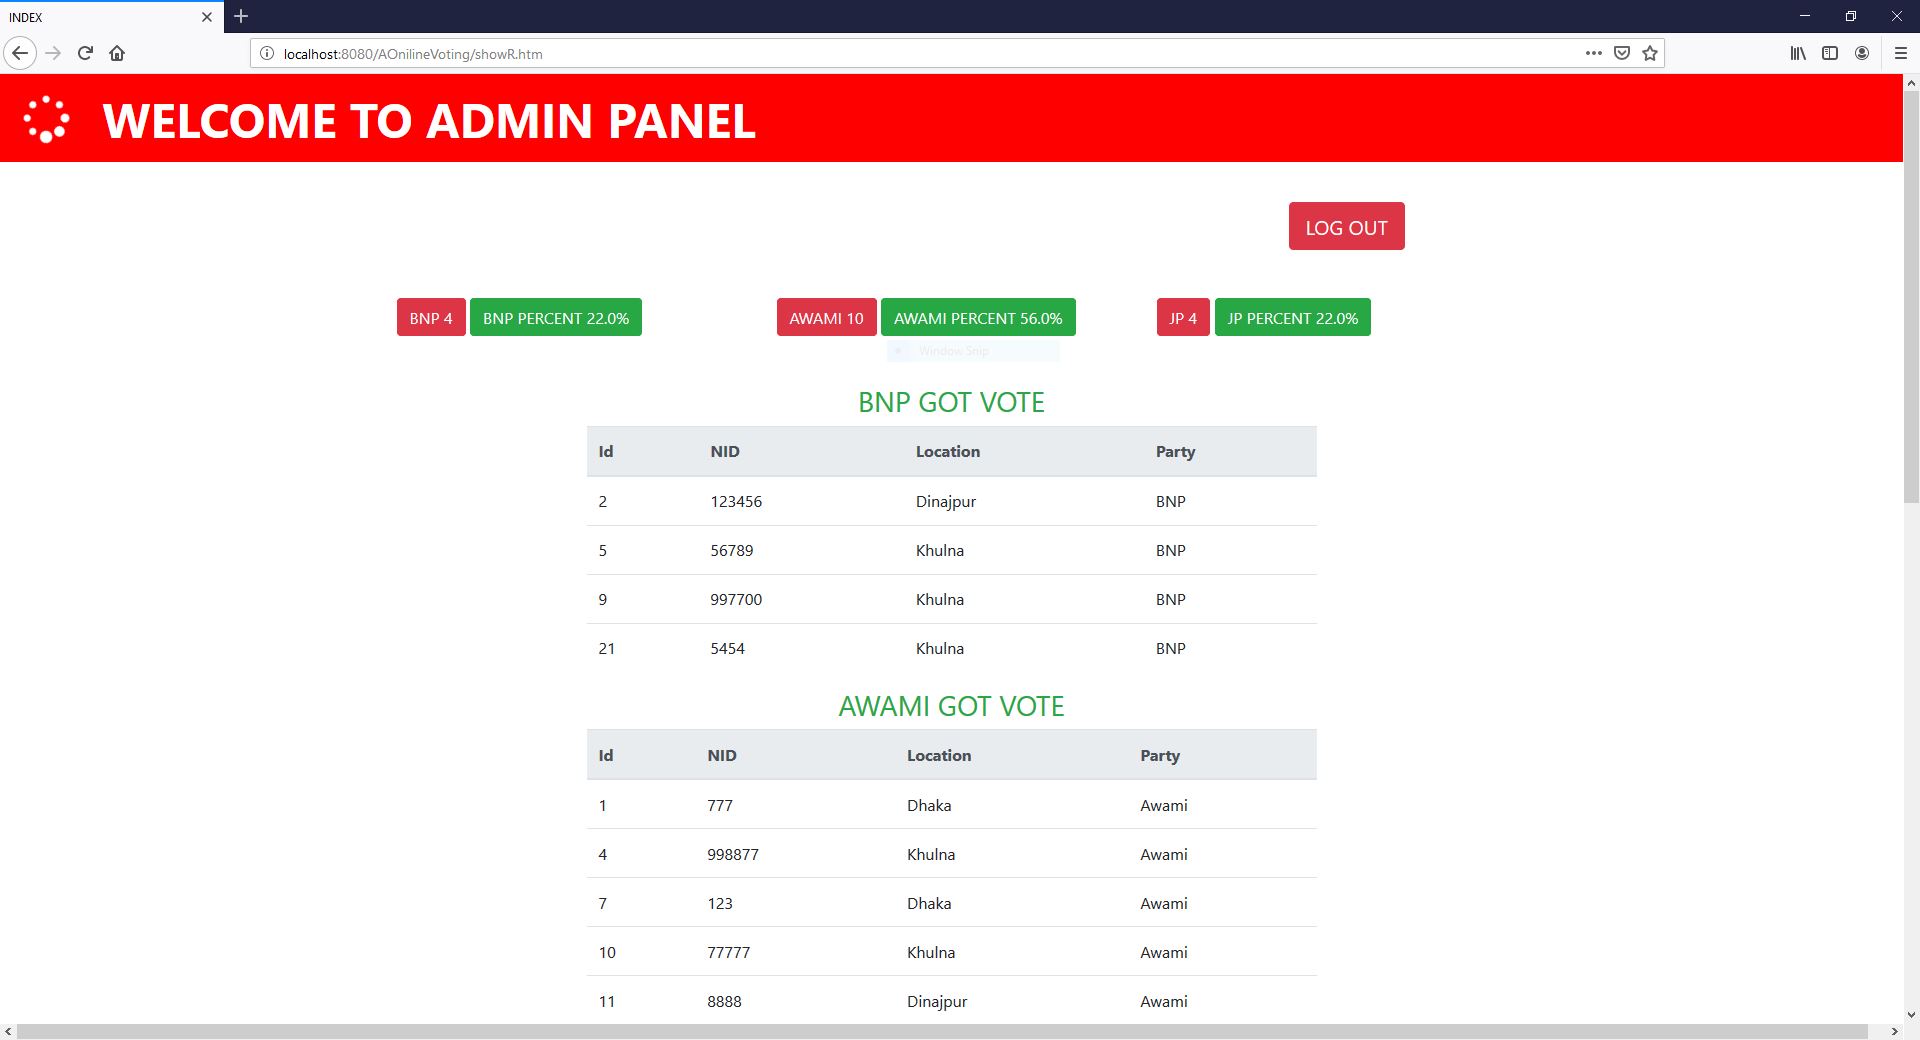 INDEX
localhost:8080/AOnilineVoting/showR.htm
WELCOME TO ADMIN PANEL
LOG OUT
BNP 4 BNP PERCENT 22.0% AWAMI 10 AWAMI PERCENT 56.0% JP 4 JP PERCENT 22.0%
Window Snip
BNP GOT VOTE
Id NID Location Party
2 123456 Dinajpur BNP
5 56789 Khulna BNP
9 997700 Khulna BNP
21 5454 Khulna BNP
AWAMI GOT VOTE
Id NID Location Party
1 777 Dhaka Awami
4 998877 Khulna Awami
7 123 Dhaka Awami
10 77777 Khulna Awami
11 8888 Dinajpur Awami